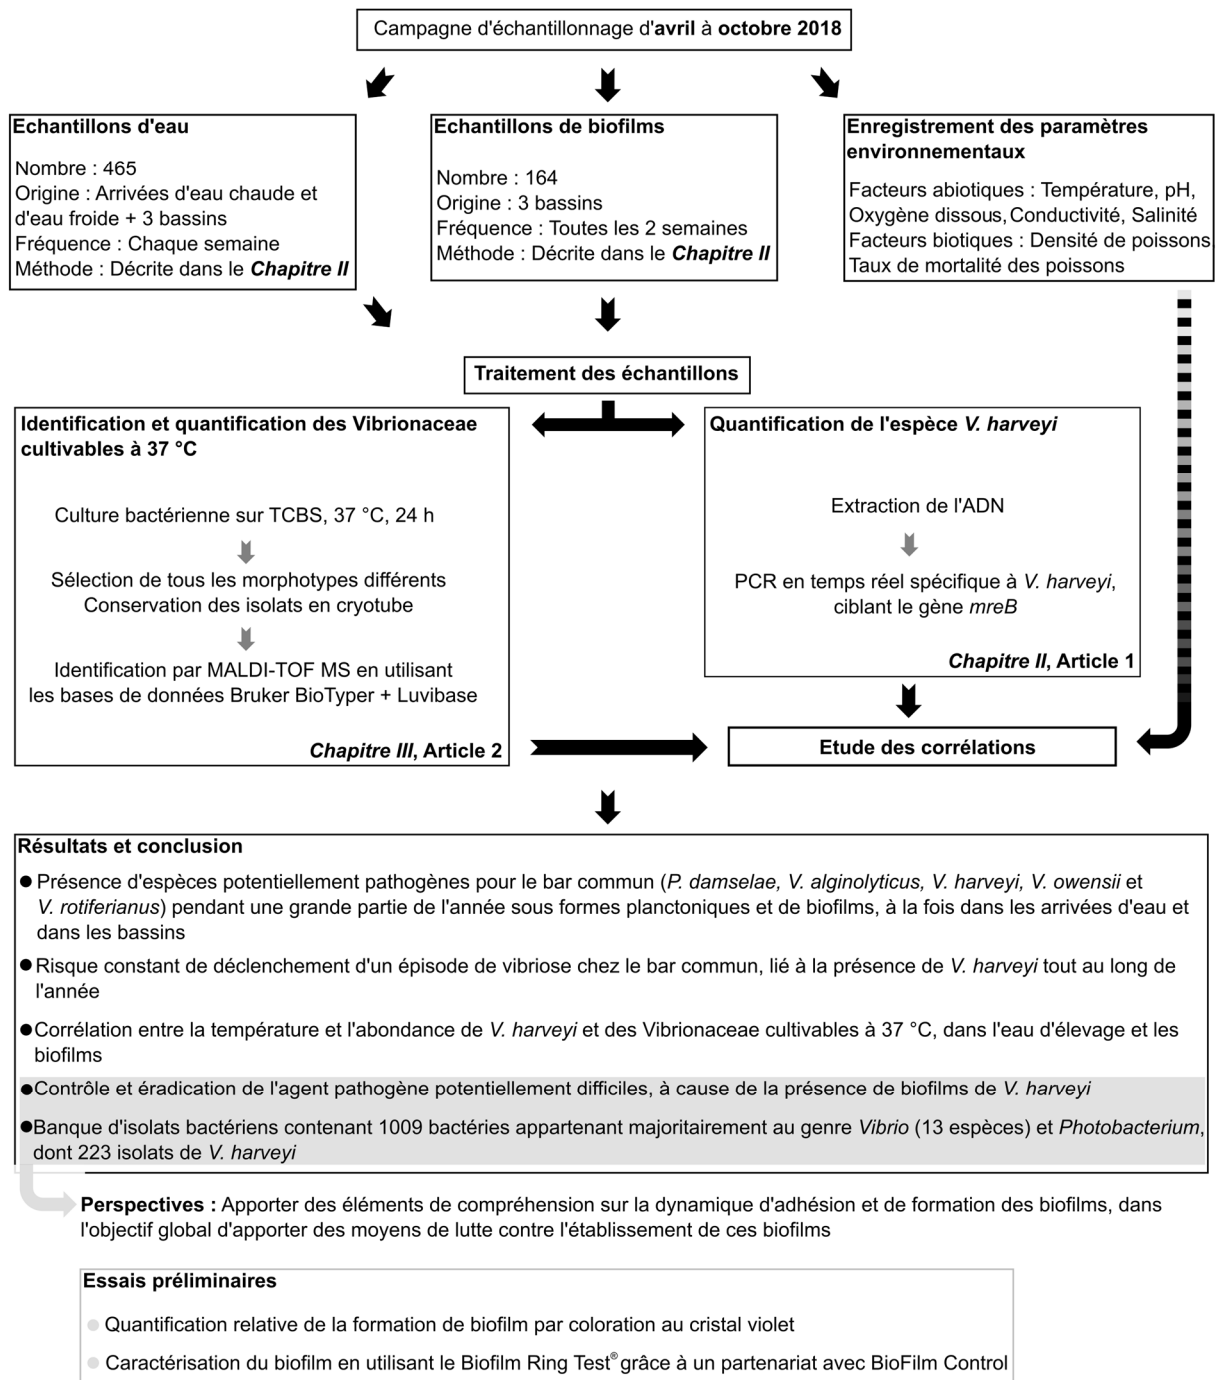 Campagne d'échantillonnage d'avril à octobre 2018
Echantillons d'eau
Nombre : 465
Origine : Arrivées d'eau chaude et
d'eau froide + 3 bassins
Fréquence : Chaque semaine
Méthode : Décrite dans le Chapitre II
Echantillons de biofilms
Nombre : 164
Origine : 3 bassins
Fréquence : Toutes les 2 semaines
Méthode : Décrite dans le Chapitre II
Enregistrement des paramètres
environnementaux
Facteurs abiotiques : Température, pH,
Oxygène dissous, Conductivité, Salinité
Facteurs biotiques : Densité de poissons,
Taux de mortalité des poissons
Traitement des échantillons
Identification et quantification des Vibrionaceae
cultivables à 37 °C
Culture bactérienne sur TCBS, 37 °C, 24 h
Sélection de tous les morphotypes différents
Conservation des isolats en cryotube
Identification par MALDI-TOF MS en utilisant
les bases de données Bruker BioTyper + Luvibase
Chapitre III, Article 2
Quantification de l'espèce V. harveyi
Extraction de l'ADN
PCR en temps réel spécifique à V. harveyi,
ciblant le gène mreB
Chapitre II, Article 1
Etude des corrélations
Résultats et conclusion
● Présence d'espèces potentiellement pathogènes pour le bar commun (P. damselae, V. alginolyticus, V. harveyi, V. owensii et
V. rotiferianus) pendant une grande partie de l'année sous formes planctoniques et de biofilms, à la fois dans les arrivées d'eau et
dans les bassins
● Risque constant de déclenchement d'un épisode de vibriose chez le bar commun, lié à la présence de V. harveyi tout au long de
l'année
● Corrélation entre la température et l'abondance de V. harveyi et des Vibrionaceae cultivables à 37 °C, dans l'eau d'élevage et les
biofilms
● Contrôle et éradication de l'agent pathogène potentiellement difficiles, à cause de la présence de biofilms de V. harveyi
● Banque d'isolats bactériens contenant 1009 bactéries appartenant majoritairement au genre Vibrio (13 espèces) et Photobacterium,
dont 223 isolats de V. harveyi
Perspectives : Apporter des éléments de compréhension sur la dynamique d'adhésion et de formation des biofilms, dans
l'objectif global d'apporter des moyens de lutte contre l'établissement de ces biofilms
Essais préliminaires
● Quantification relative de la formation de biofilm par coloration au cristal violet
● Caractérisation du biofilm en utilisant le Biofilm Ring Test® grâce à un partenariat avec BioFilm Control